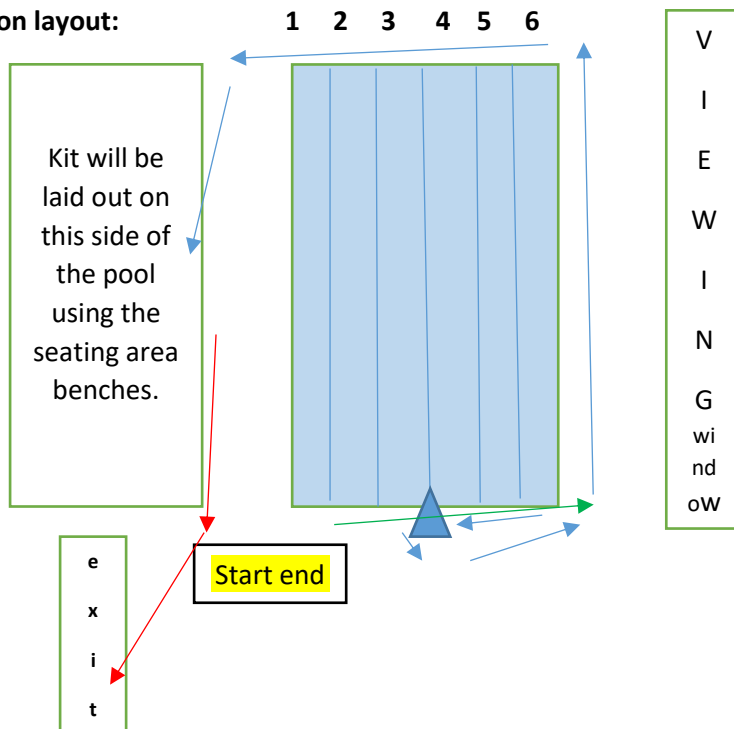 on layout:
1 2 3 4 5 6
Kit will be
laid out on
this side of
the pool
using the
seating area
benches.
V
I
E
W
I
N
G
wi
nd
ow
Start end
e
x
i
t